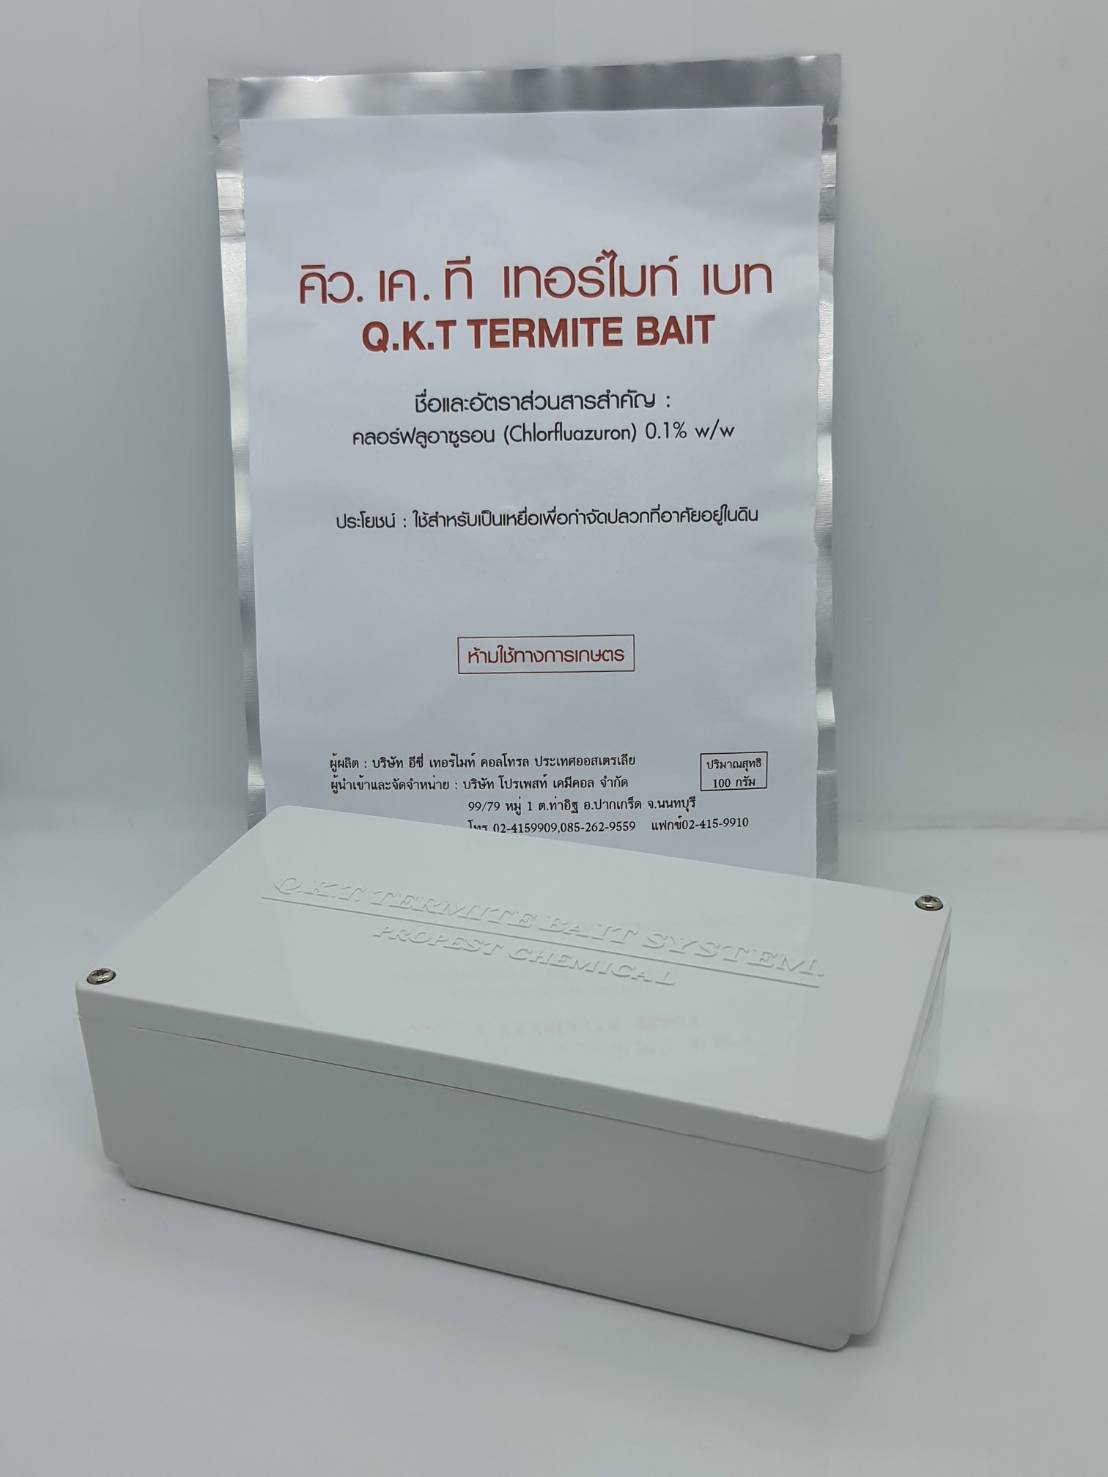 คิว. เค. ที เทอร์ไมท์ เบท
Q.K.T TERMITE BAIT
ชื่อและอัตราส่วนสารสำคัญ :
คลอร์ฟลูอาซูรอน (Chlorfluazuron) 0.1% w/w
ประโยชน์ : ใช้สำหรับเป็นเหยื่อเพื่อกำจัดปลวกที่อาศัยอยู่ในดิน
ห้ามใช้ทางการเกษตร
ผู้ผลิต : บริษัท อีซี่ เทอร์ไมท์ คอลโทรล ประเทศออสเตรเลีย
ผู้นำเข้าและจัดจำหน่าย : บริษัท โปรเพสท์ เคมีคอล จำกัด
99/79 หมู่ 1 ต.ท่าอิฐ อ.ปากเกร็ด จ.นนทบุรี
โทร 02-4159909,085-262-9559 แฟกซ์02-415-9910
ปริมาณสุทธิ
100 กรัม
Q.K.T. TERMITE BAIT SYSTEM.
PROPEST CHEMICAL